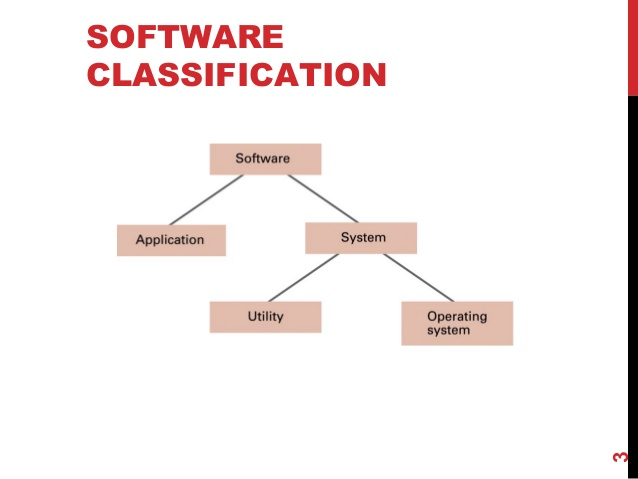 SOFTWARE
CLASSIFICATION
Software
Application
System
Utility
Operating
system
3